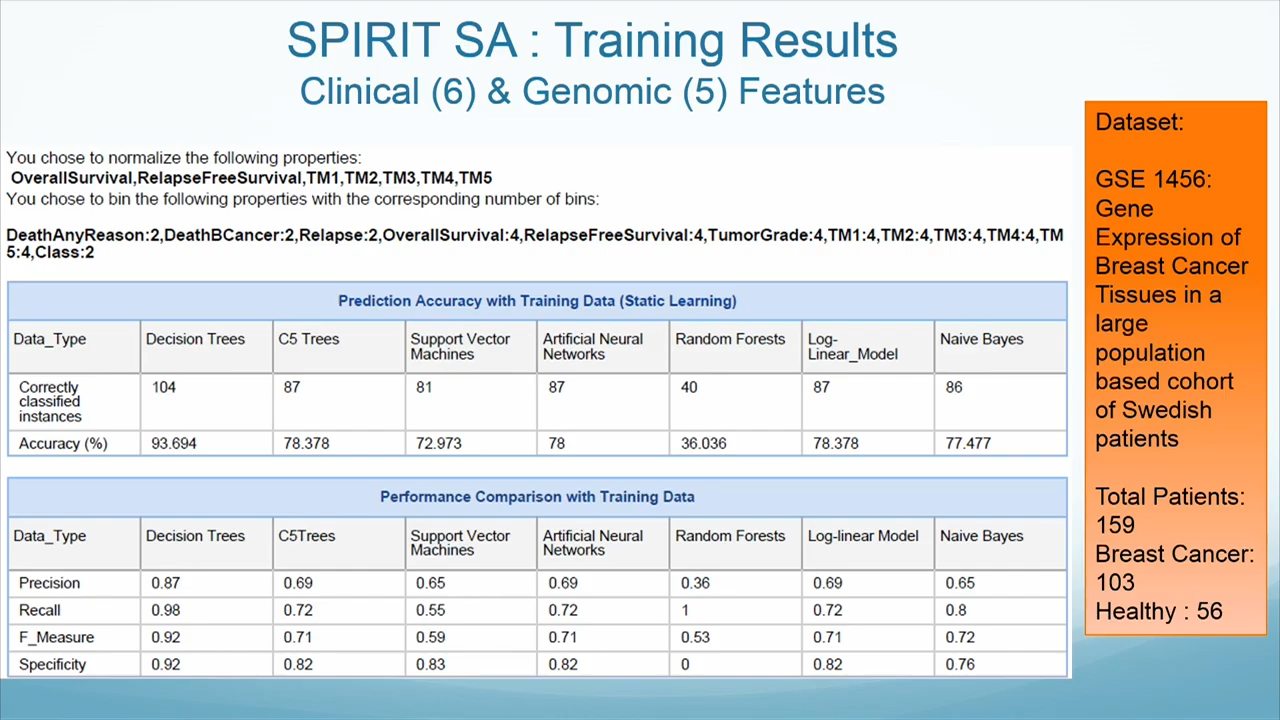 SPIRIT SA : Training Results
Clinical (6) & Genomic (5) Features
You chose to normalize the following properties:
OverallSurvival,RelapseFreeSurvival,TM1,TM2,TM3,TM4,TM5
You chose to bin the following properties with the corresponding number of bins:
DeathAnyReason:2,DeathBCancer:2,Relapse:2,OverallSurvival:4,RelapseFreeSurvival:4,TumorGrade:4,TM1:4,TM2:4,TM3:4,TM4:4,TM
5:4,Class:2
Prediction Accuracy with Training Data (Static Learning)
Data_Type Decision Trees C5 Trees Support Vector Machines Artificial Neural Networks Random Forests Log-Linear_Model Naive Bayes
Correctly classified instances 104 87 81 87 40 87 86
Accuracy (%) 93.694 78.378 72.973 78 36.036 78.378 77.477
Performance Comparison with Training Data
Data_Type Decision Trees C5Trees Support Vector Machines Artificial Neural Networks Random Forests Log-linear Model Naive Bayes
Precision 0.87 0.69 0.65 0.69 0.36 0.69 0.65
Recall 0.98 0.72 0.55 0.72 1 0.72 0.8
F_Measure 0.92 0.71 0.59 0.71 0.53 0.71 0.72
Specificity 0.92 0.82 0.83 0.82 0 0.82 0.76
Dataset:
GSE 1456:
Gene
Expression of
Breast Cancer
Tissues in a
large
population
based cohort
of Swedish
patients
Total Patients:
159
Breast Cancer:
103
Healthy : 56